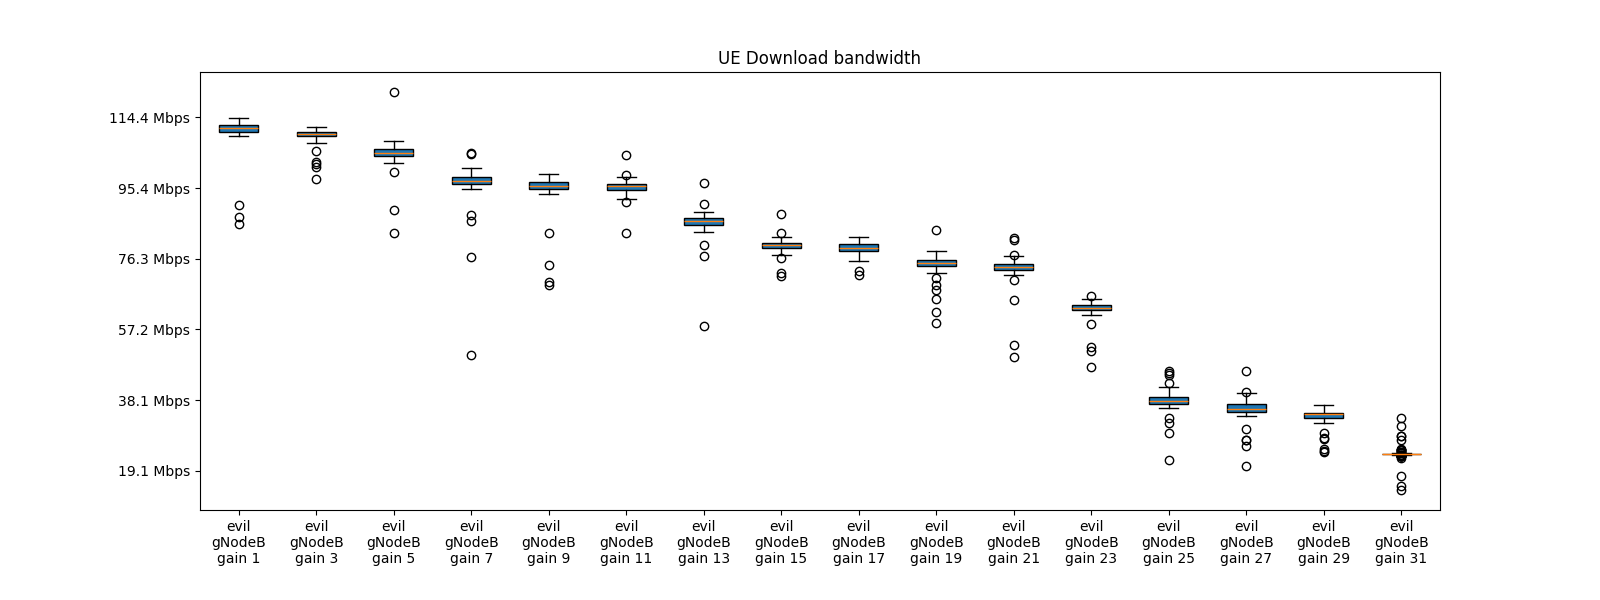 UE Download bandwidth
114.4 Mbps
95.4 Mbps
76.3 Mbps
57.2 Mbps
38.1 Mbps
19.1 Mbps
evil evil evil evil evil evil evil evil evil evil evil evil evil evil evil evil
gNodeB gNodeB gNodeB gNodeB gNodeB gNodeB gNodeB gNodeB gNodeB gNodeB gNodeB gNodeB gNodeB gNodeB gNodeB gNodeB
gain 1 gain 3 gain 5 gain 7 gain 9 gain 11 gain 13 gain 15 gain 17 gain 19 gain 21 gain 23 gain 25 gain 27 gain 29 gain 31